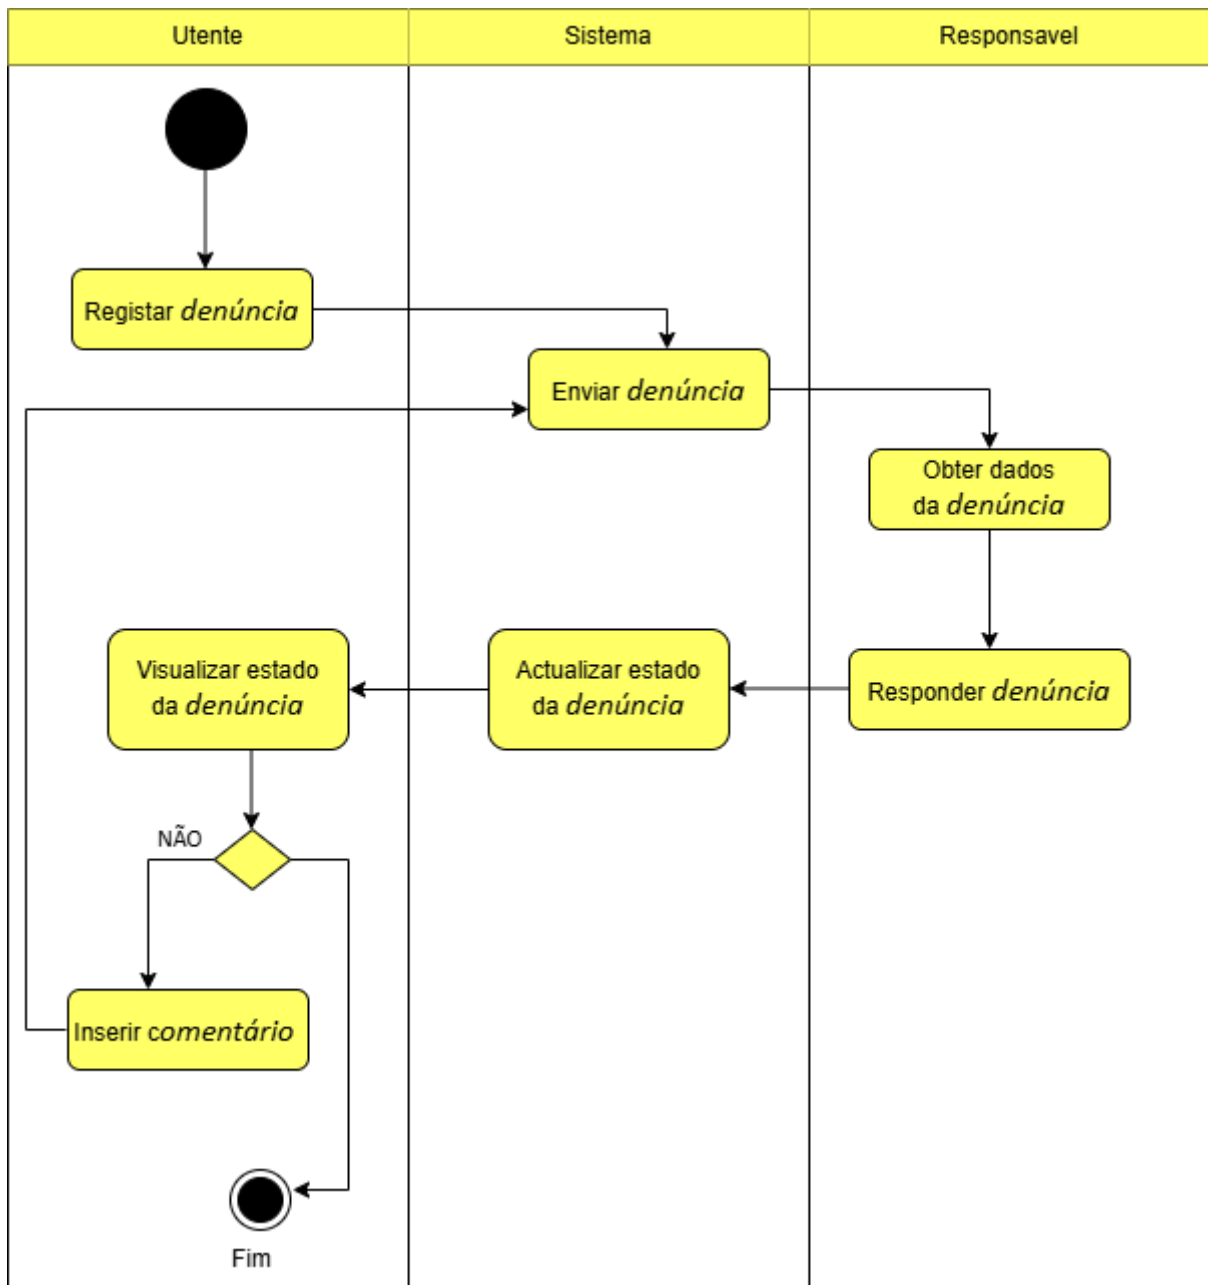 Utente
Sistema
Responsavel
Registar denúncia
Enviar denúncia
Obter dados
da denúncia
Responder denúncia
Actualizar estado
da denúncia
Visualizar estado
da denúncia
NÃO
Inserir comentário
Fim